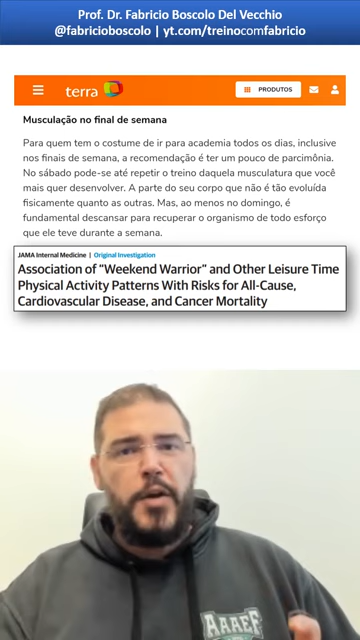 Prof. Dr. Fabricio Boscolo Del Vecchio
@fabricioboscolo | yt.com/treinocomfabricio
terra
PRODUTOS
Musculação no final de semana
Para quem tem o costume de ir para academia todos os dias, inclusive
nos finais de semana, a recomendação é ter um pouco de parcimônia.
No sábado pode-se até repetir o treino daquela musculatura que você
mais quer desenvolver. A parte do seu corpo que não é tão evoluída
fisicamente quanto as outras. Mas, ao menos no domingo, é
fundamental descansar para recuperar o organismo de todo esforço
que ele teve durante a semana.
JAMA Internal Medicine | Original Investigation
Association of "Weekend Warrior" and Other Leisure Time
Physical Activity Patterns With Risks for All-Cause,
Cardiovascular Disease, and Cancer Mortality
AAAEF